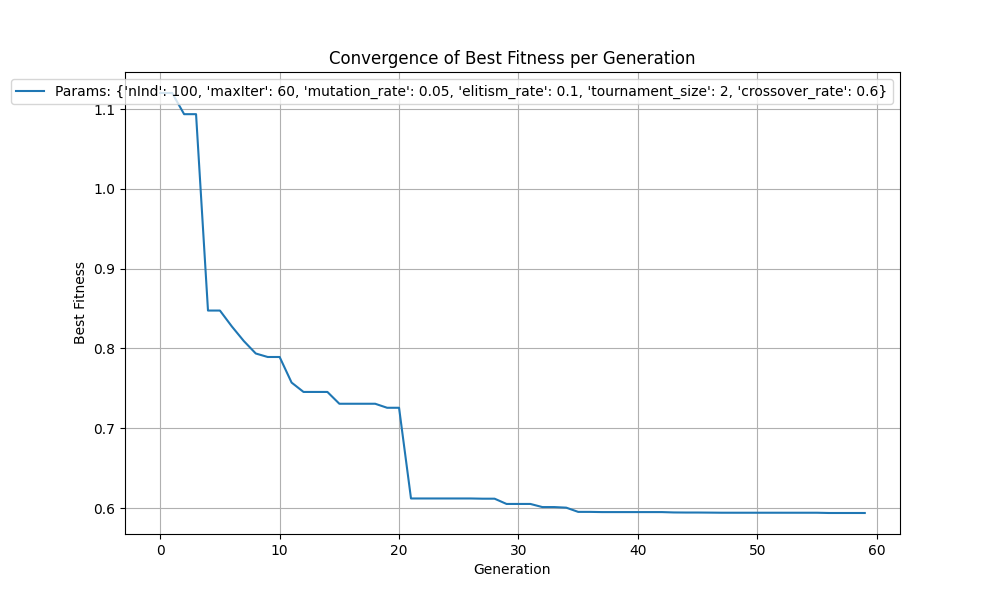 Convergence of Best Fitness per Generation
Params: {'nInd': 100, 'maxIter': 60, 'mutation_rate': 0.05, 'elitism_rate': 0.1, 'tournament_size': 2, 'crossover_rate': 0.6}
1.1
1.0
0.9
0.8
0.7
0.6
Best Fitness
0 10 20 30 40 50 60
Generation